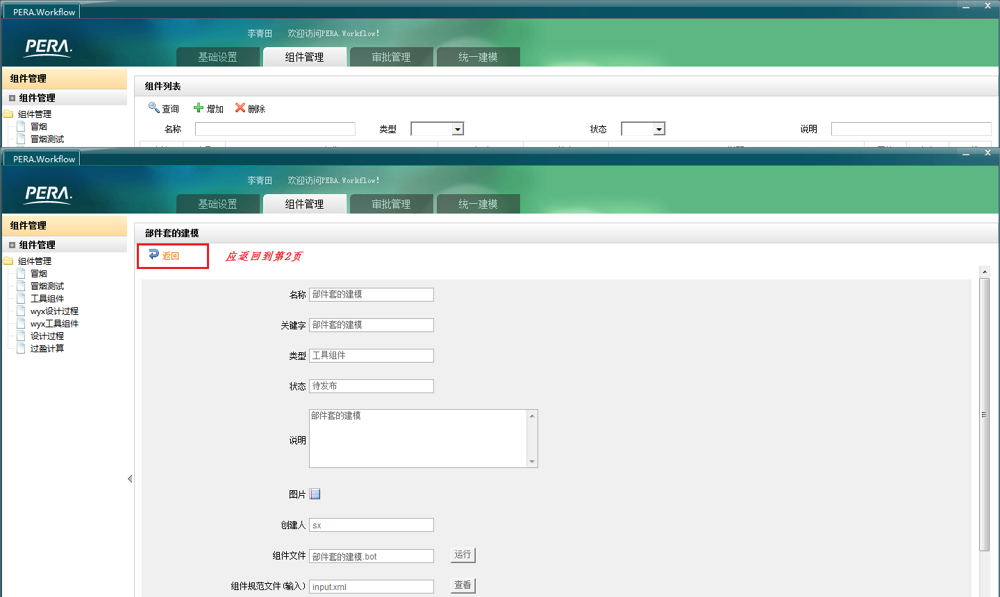 PERA.Workflow
李青田 欢迎访问PERA.Workflow!
PERA.
基础设置 组件管理 审批管理 统一建模
组件管理
组件管理
组件管理
冒烟
冒烟测试
组件列表
查询 增加 删除
名称 类型 状态 说明
PERA.Workflow
李青田 欢迎访问PERA.Workflow!
PERA.
基础设置 组件管理 审批管理 统一建模
组件管理
组件管理
组件管理
冒烟
冒烟测试
工具组件
wyx设计过程
wyx工具组件
设计过程
过盈计算
部件套的建模
返回 应返回到第2页
名称 部件套的建模
关键字 部件套的建模
类型 工具组件
状态 待发布
说明 部件套的建模
图片
创建人 sx
组件文件 部件套的建模.bot 运行
组件规范文件(输入) input.xml 查看